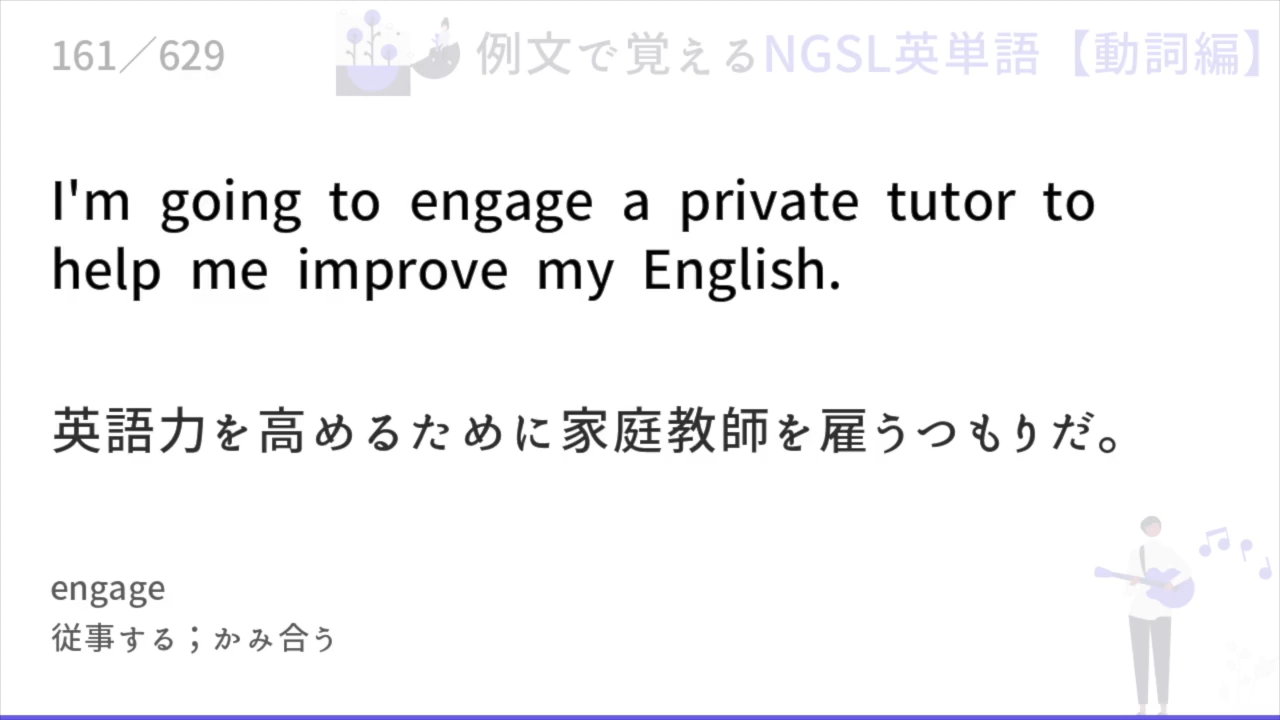 161／629
例文で覚えるNGSL英単語【動詞編】
I'm going to engage a private tutor to
help me improve my English.
英語力を高めるために家庭教師を雇うつもりだ。
engage
従事する；かみ合う